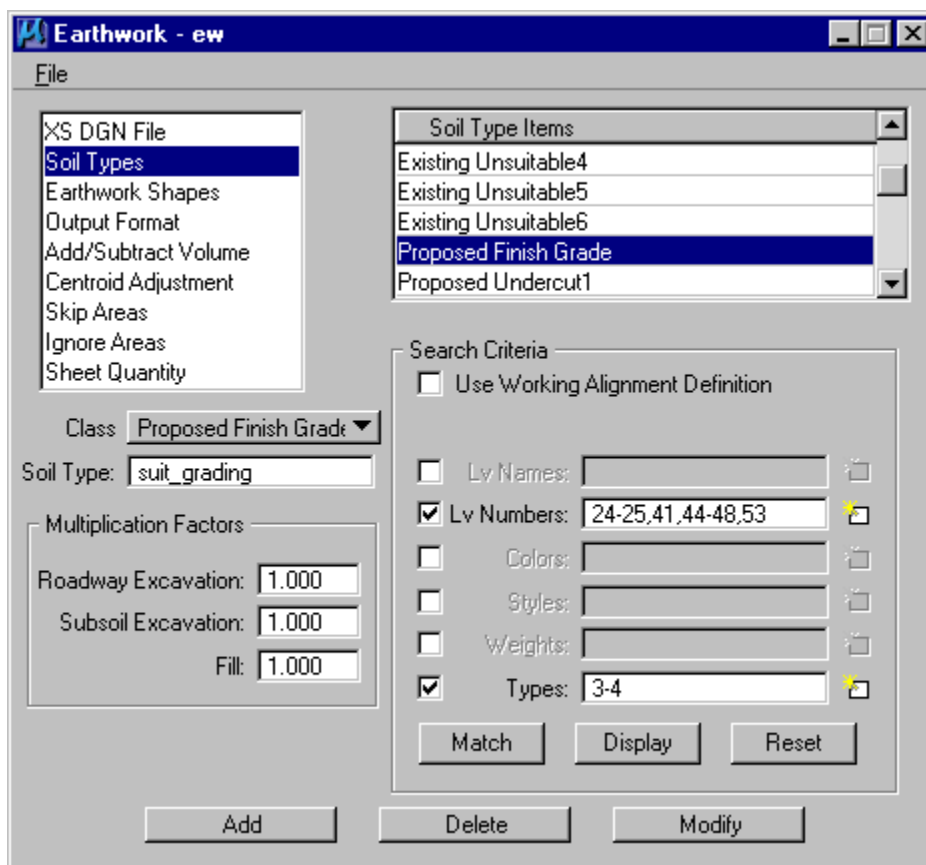 Earthwork - ew
File
XS DGN File
Soil Types
Earthwork Shapes
Output Format
Add/Subtract Volume
Centroid Adjustment
Skip Areas
Ignore Areas
Sheet Quantity
Soil Type Items
Existing Unsuitable4
Existing Unsuitable5
Existing Unsuitable6
Proposed Finish Grade
Proposed Undercut1
Class Proposed Finish Grade
Soil Type: suit_grading
Multiplication Factors
Roadway Excavation: 1.000
Subsoil Excavation: 1.000
Fill: 1.000
Search Criteria
Use Working Alignment Definition
Lv Names:
Lv Numbers: 24-25,41,44-48,53
Colors:
Styles:
Weights:
Types: 3-4
Match Display Reset
Add Delete Modify